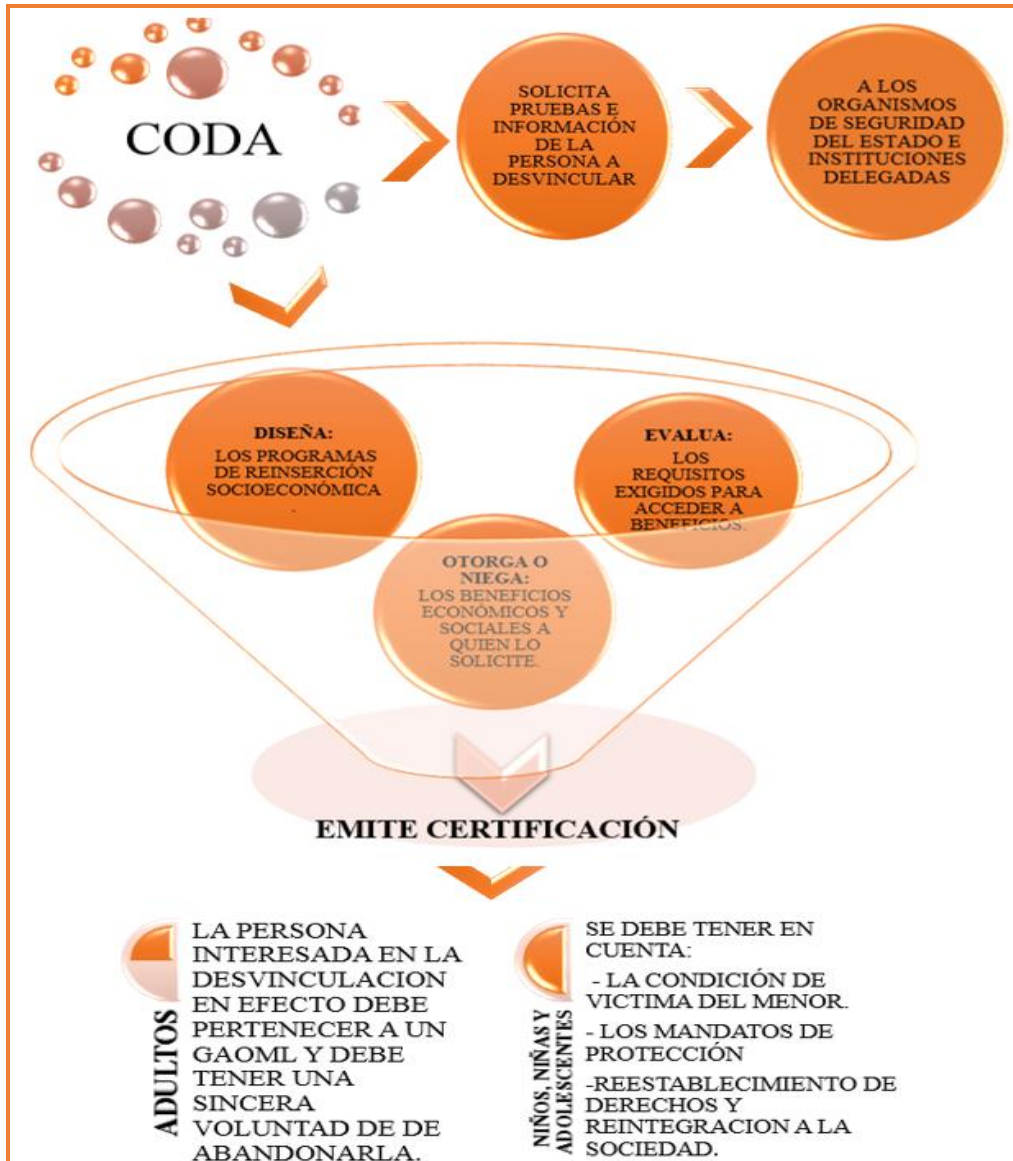 CODA
SOLICITA
PRUEBAS E
INFORMACIÓN
DE LA
PERSONA A
DESVINCULAR
A LOS
ORGANISMOS
DE SEGURIDAD
DEL ESTADO E
INSTITUCIONES
DELEGADAS
DISEÑA:
LOS PROGRAMAS
DE REINSERCIÓN
SOCIOECONÓMICA
.
EVALUA:
LOS
REQUISITOS
EXIGIDOS PARA
ACCEDER A
BENEFICIOS.
OTORGA O
NIEGA:
LOS BENEFICIOS
ECONÓMICOS Y
SOCIALES A
QUIEN LO
SOLICITE.
EMITE CERTIFICACIÓN
ADULTOS
LA PERSONA
INTERESADA EN LA
DESVINCULACION
EN EFECTO DEBE
PERTENECER A UN
GAOML Y DEBE
TENER UNA
SINCERA
VOLUNTAD DE DE
ABANDONARLA.
NIÑOS, NIÑAS Y
ADOLESCENTES
SE DEBE TENER EN
CUENTA:
- LA CONDICIÓN DE
VICTIMA DEL MENOR.
- LOS MANDATOS DE
PROTECCIÓN
-REESTABLECIMIENTO DE
DERECHOS Y
REINTEGRACION A LA
SOCIEDAD.